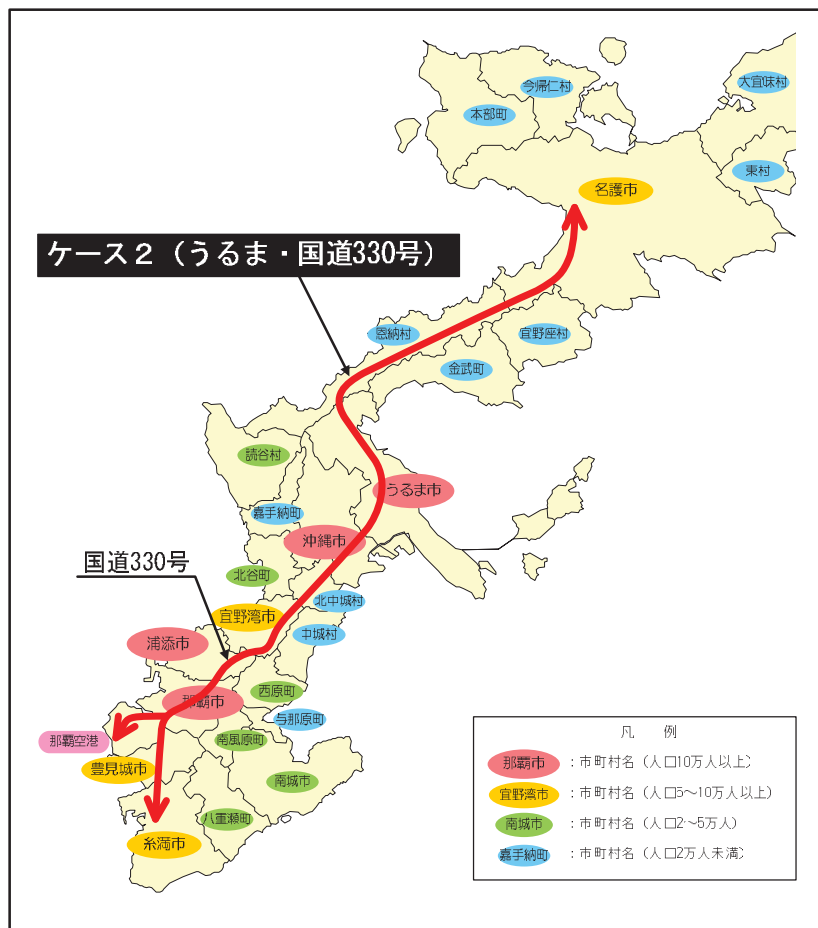 今帰仁村
大宜味村
本部町
東村
名護市
ケース2（うるま・国道330号）
恩納村
宜野座村
金武町
読谷村
うるま市
嘉手納町
沖縄市
国道330号
北谷町
北中城村
宜野湾市
中城村
浦添市
西原町
那覇市
与那原町
那覇空港
南風原町
豊見城市
南城市
八重瀬町
糸満市
凡　例
那覇市 ：市町村名（人口10万人以上）
宜野湾市 ：市町村名（人口5～10万人以上）
南城市 ：市町村名（人口2～5万人）
嘉手納町 ：市町村名（人口2万人未満）